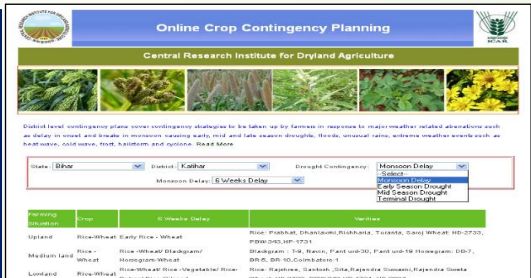 Online Crop Contingency Planning
ICAR
Central Research Institute for Dryland Agriculture
District level contingency plans cover contingency strategies to be taken up by farmers in response to major weather related aberrations such
as delay in onset and breaks in monsoon causing early, mid and late season droughts, floods, unusual rains, extreme weather events such as
heat wave, cold wave, frost, hailstorm and cyclone. Read More
State: Bihar District: Katihar Drought Contingency: Monsoon Delay
-Select-
Monsoon Delay
Early Season Drought
Mid Season Drought
Terminal Drought
Monsoon Delay: 6 Weeks Delay
Farming Situation Crop 6 Weeks Delay Verities
Upland Rice-Wheat Early Rice - Wheat Rice: Prabhat, Dhanlaxmi, Richharia, Turanta, Saroj Wheat: HD-2733, PBW-343, HP-1731
Medium land Rice - Wheat Rice-Wheat/ Blackgram/ Horsegram-Wheat Blackgram : T-9, Navin, Pant urd-30, Pant urd-19 Horsegram: DD-7, BR-5, BR-10, Coimbatore-1
Lowland Rice-Wheat Rice-Wheat/ Rice -Vegetable/ Rice- Rice: Rajshree, Santosh, Sita, Rajendra Suwasni, Rajendra Sweta